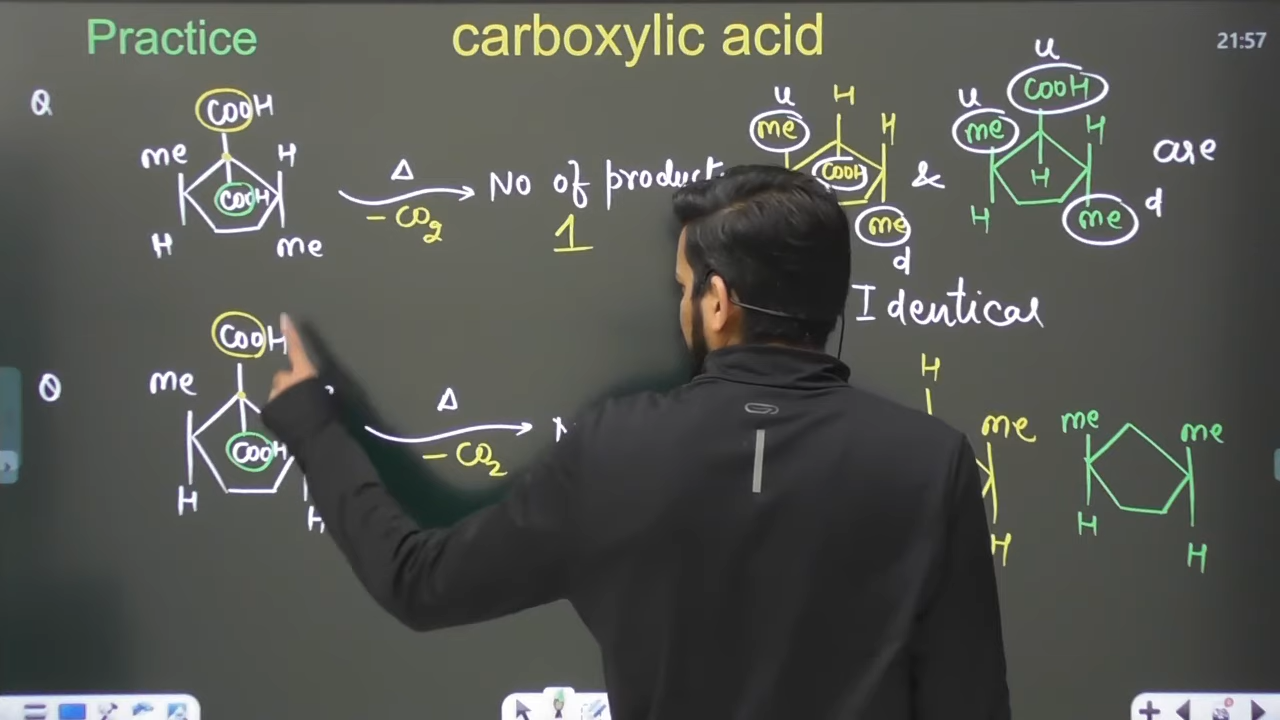 Practice
carboxylic acid
21:57
Q
COOH
me
H
COOH
H
me
Δ
- CO2
No of product
1
u
me
H
H
COOH
me
d
&
u
me
u
COOH
H
H
H
me
d
are
Identical
Q
COOH
me
COOH
H
H
Δ
- CO2
H
me
H
me
me
H
H